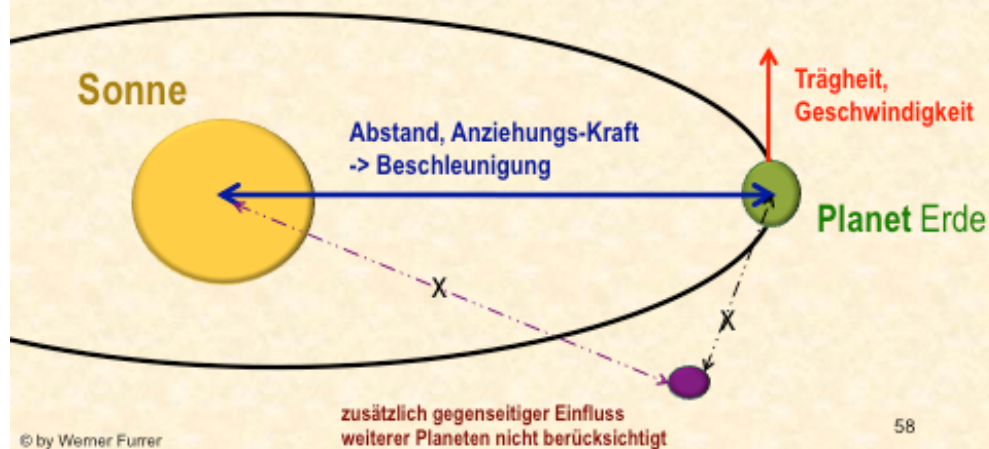 Sonne
Trägheit,
Geschwindigkeit
Abstand, Anziehungs-Kraft
-> Beschleunigung
Planet Erde
X
X
zusätzlich gegenseitiger Einfluss
weiterer Planeten nicht berücksichtigt
58
© by Werner Furrer